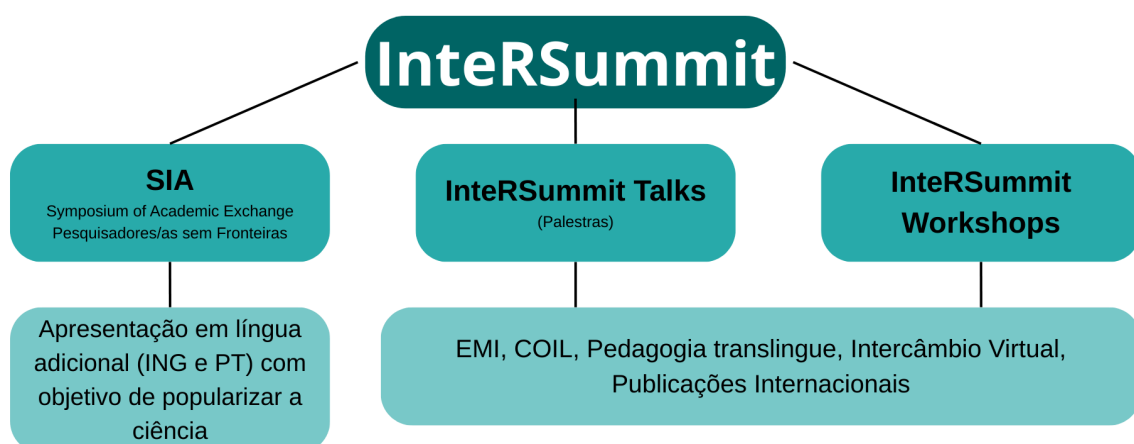 InteRSummit
SIA
Symposium of Academic Exchange
Pesquisadores/as sem Fronteiras
InteRSummit Talks
(Palestras)
InteRSummit
Workshops
Apresentação em língua
adicional (ING e PT) com
objetivo de popularizar a
ciência
EMI, COIL, Pedagogia translingue, Intercâmbio Virtual,
Publicações Internacionais